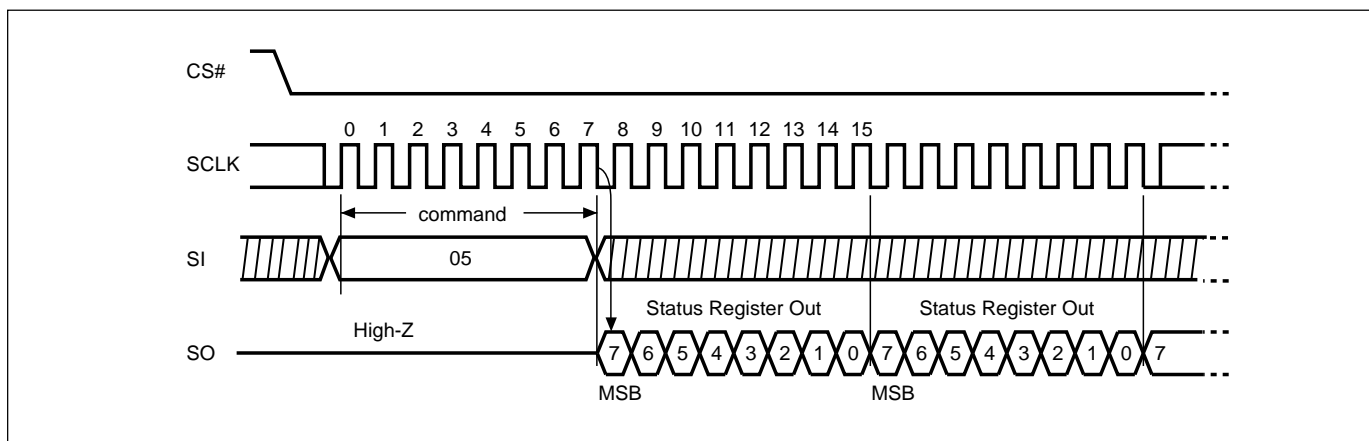 CS#
0 1 2 3 4 5 6 7 8 9 10 11 12 13 14 15
SCLK
command
SI
05
Status Register Out Status Register Out
High-Z
SO
7 6 5 4 3 2 1 0 7 6 5 4 3 2 1 0 7
MSB MSB